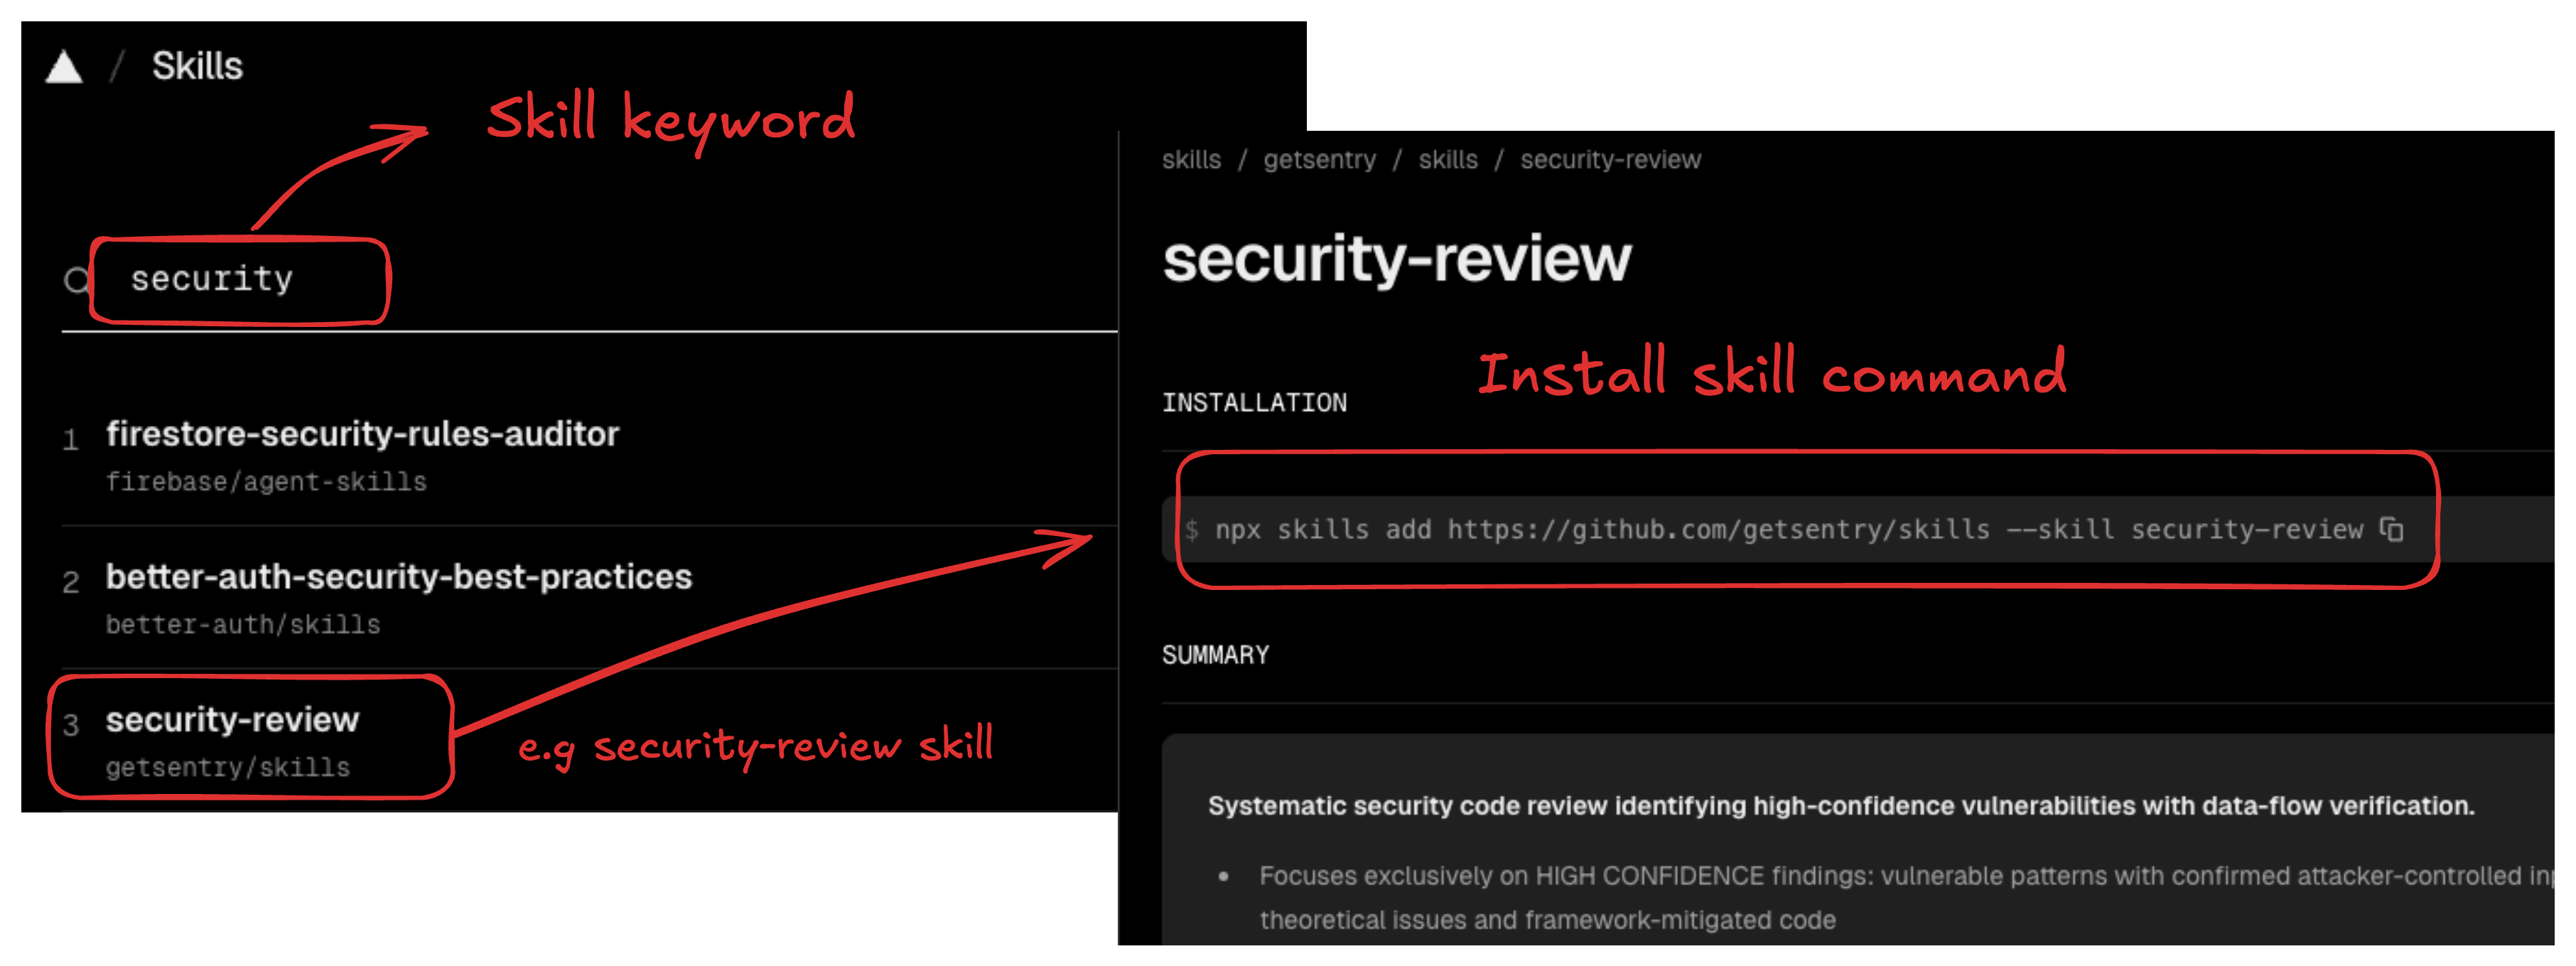 / Skills
Skill keyword
security
1 firestore-security-rules-auditor
firebase/agent-skills
2 better-auth-security-best-practices
better-auth/skills
3 security-review
getsentry/skills
e.g security-review skill
skills / getsentry / skills / security-review
security-review
Install skill command
INSTALLATION
$ npx skills add https://github.com/getsentry/skills --skill security-review
SUMMARY
Systematic security code review identifying high-confidence vulnerabilities with data-flow verification.
• Focuses exclusively on HIGH CONFIDENCE findings: vulnerable patterns with confirmed attacker-controlled
theoretical issues and framework-mitigated code